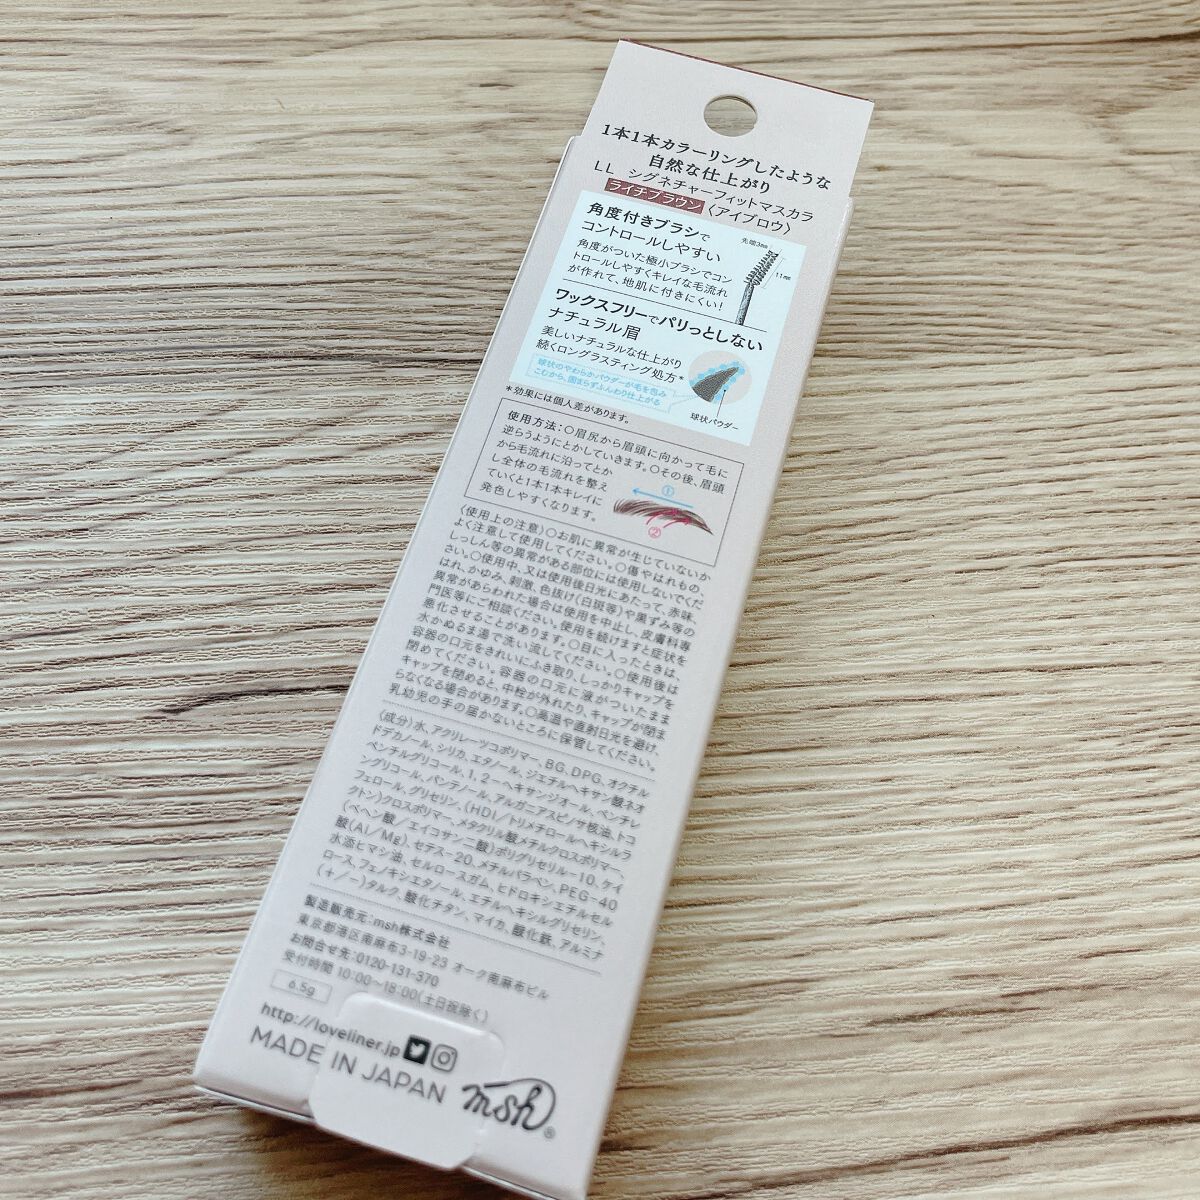 1本1本カラーリングしたような
自然な仕上がり
LL シグネチャーフィットマスカラ
ライチブラウン 〈アイブロウ〉
角度付きブラシで
コントロールしやすい
角度がついた極小ブラシでコン
トロールしやすくキレイな毛流れ
が作れて、地肌に付きにくい！
先端3mm
11mm
ワックスフリーでパリっとしない
ナチュラル眉
美しいナチュラルな仕上がり
続くロングラスティング処方*
球状のやわらかパウダーが毛を包み
こむから、固まらずふんわり仕上がる
球状パウダー
*効果には個人差があります。
使用方法：○眉尻から眉頭に向かって毛に
逆らうようにとかしていきます。○その後、眉頭
から毛流れに沿ってとか
し全体の毛流れを整え
ていくと1本1本キレイに
発色しやすくなります。
①
②
〈使用上の注意〉○お肌に異常が生じていないか
よく注意して使用してください。○傷やはれもの、
しっしん等の異常がある部位には使用しないでくだ
さい。○使用中、又は使用後日光にあたって、赤味、
はれ、かゆみ、刺激、色抜け(白斑等)や黒ずみ等の
異常があらわれた場合は使用を中止し、皮膚科専
門医等にご相談ください。使用を続けますと症状を
悪化させることがあります。○目に入ったときは、
水かぬるま湯で洗い流してください。○使用後は
容器の口元をきれいにふき取り、しっかりキャップを
閉めてください。容器の口元に液がついたまま
キャップを閉めると、中栓が外れたり、キャップが閉ま
らなくなる場合があります。○高温や直射日光を避け、
乳幼児の手の届かないところに保管してください。
〈成分〉水、アクリレーツコポリマー、BG、DPG、オクチル
ドデカノール、シリカ、エタノール、ジエチルヘキサン酸ネオ
ペンチルグリコール、1,2-ヘキサンジオール、ペンチレ
ングリコール、パンテノール、アルガニアスピノサ核油、トコ
フェロール、グリセリン、(HDI/トリメチロールヘキシルラ
クトン)クロスポリマー、メタクリル酸メチルクロスポリマー、
(ベヘン酸/エイコサン二酸)ポリグリセリル-10、ケイ
酸(Al/Mg)、セテス-20、メチルパラベン、PEG-40
水添ヒマシ油、セルロースガム、ヒドロキシエチルセル
ロース、フェノキシエタノール、エチルヘキシルグリセリン、
(+/-)タルク、酸化チタン、マイカ、酸化鉄、アルミナ
製造販売元：msh株式会社
東京都港区南麻布3-19-23 オーク南麻布ビル
お問合せ先：0120-131-370
受付時間 10:00～18:00(土日祝除く)
6.5g
http://loveliner.jp
MADE IN JAPAN
msh®